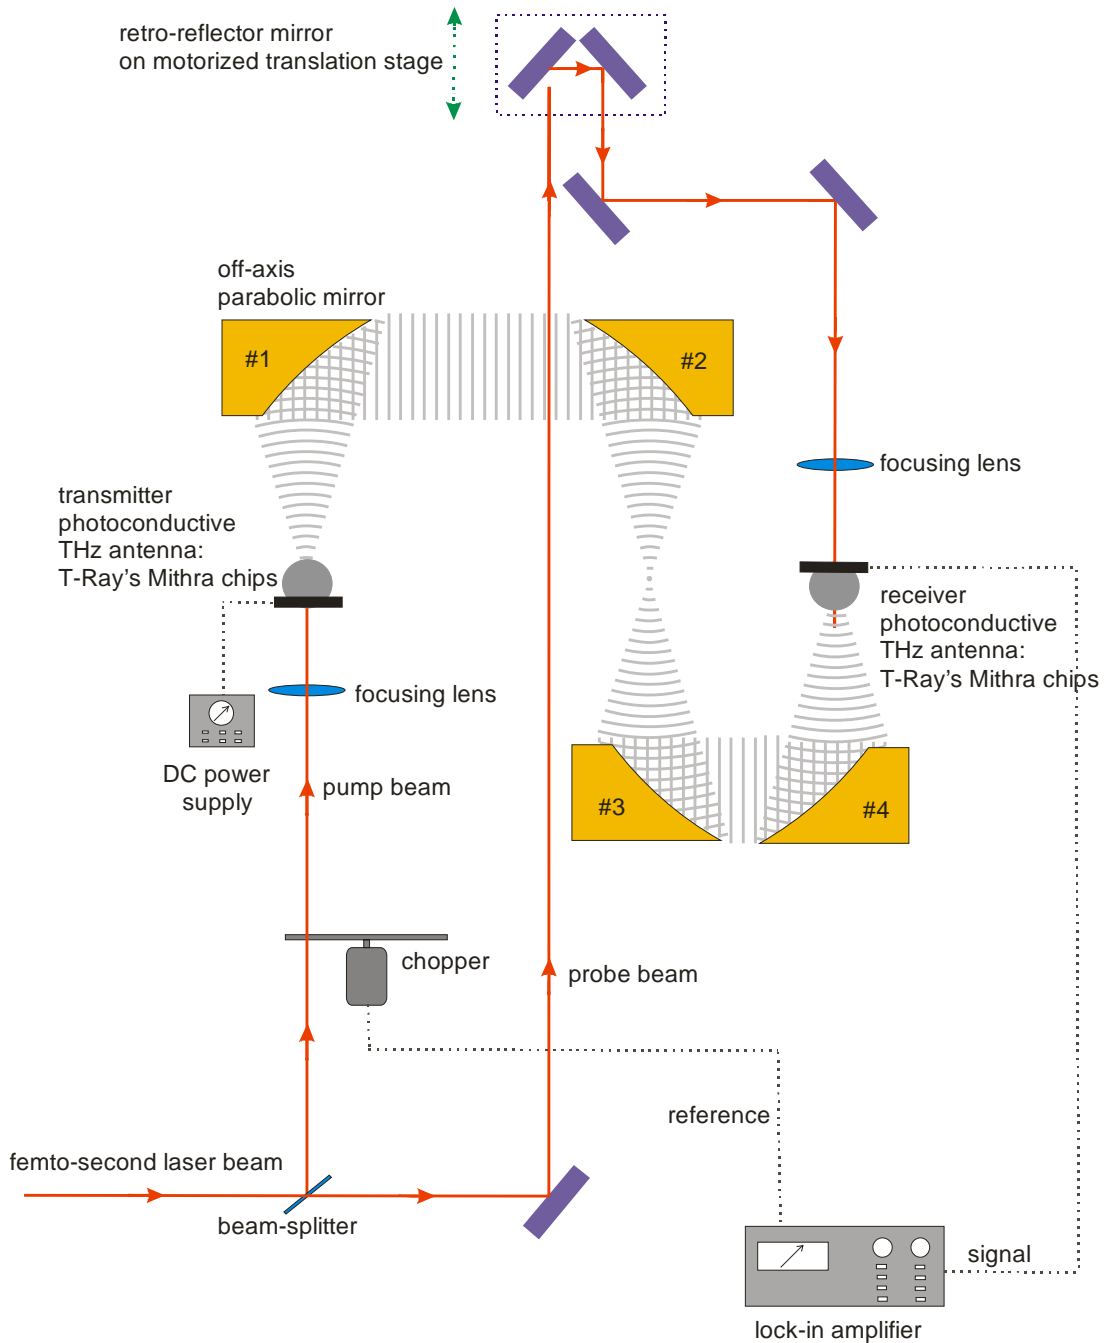 retro-reflector mirror
on motorized translation stage
off-axis
parabolic mirror
#1
#2
focusing lens
transmitter
photoconductive
THz antenna:
T-Ray's Mithra chips
receiver
photoconductive
THz antenna:
T-Ray's Mithra chips
focusing lens
DC power
supply
pump beam
#3
#4
chopper
probe beam
reference
femto-second laser beam
beam-splitter
signal
lock-in amplifier